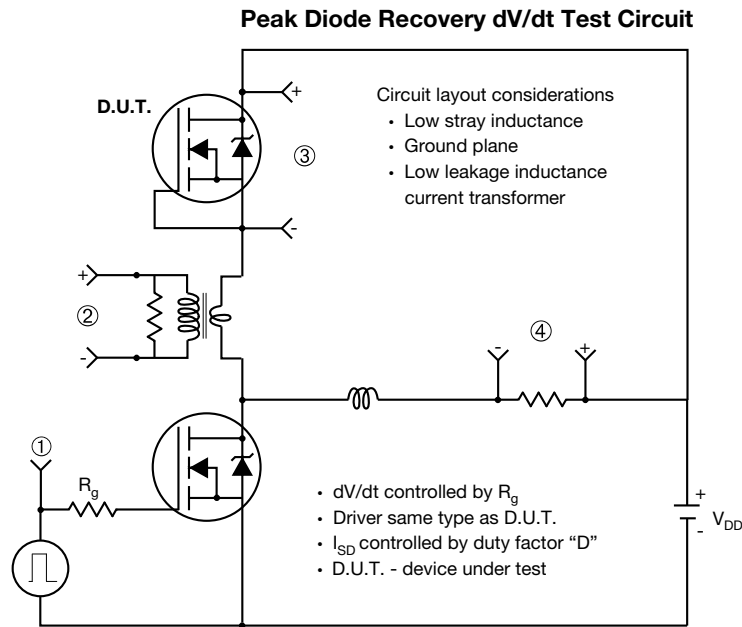 Peak Diode Recovery dV/dt Test Circuit
D.U.T.
+
-
③
Circuit layout considerations
• Low stray inductance
• Ground plane
• Low leakage inductance
current transformer
+
②
-
-
④
+
①
Rg
• dV/dt controlled by Rg
• Driver same type as D.U.T.
• ISD controlled by duty factor “D”
• D.U.T. - device under test
+
-
VDD